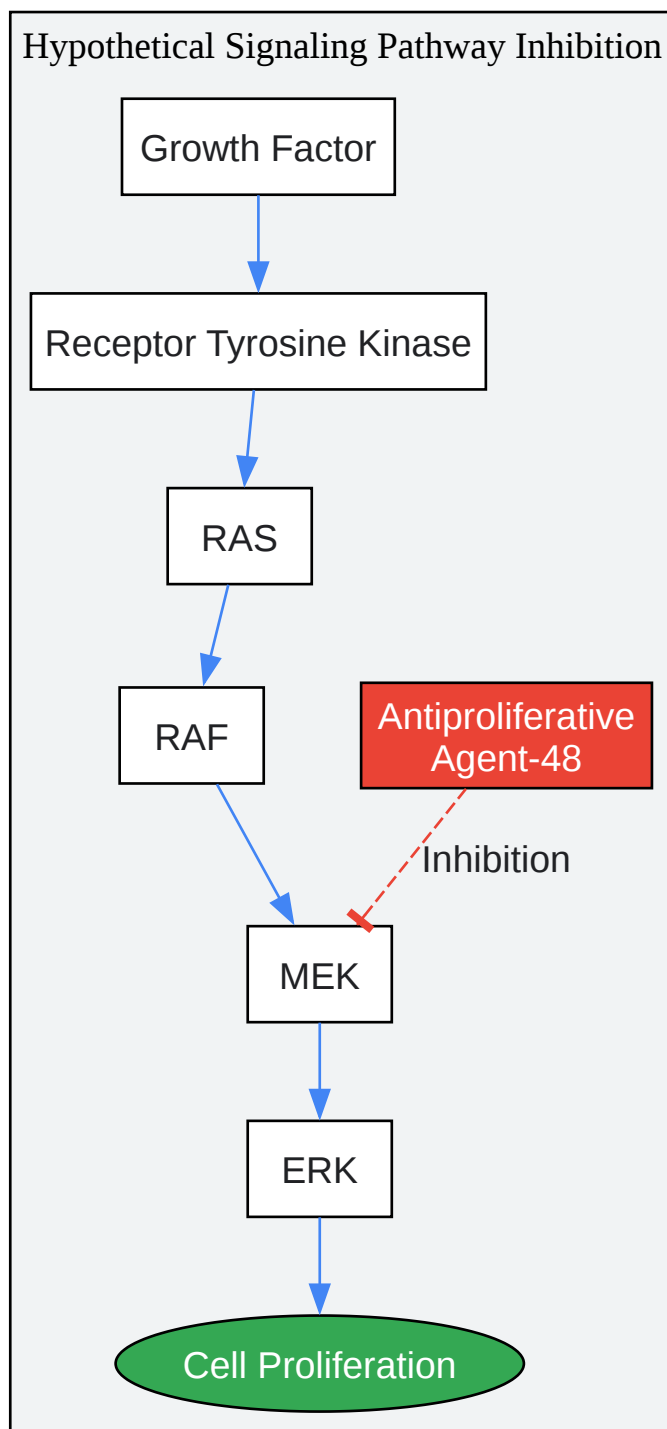 Hypothetical Signaling Pathway Inhibition
Growth Factor
Receptor Tyrosine Kinase
RAS
RAF
Antiproliferative
Agent-48
Inhibition
MEK
ERK
Cell Proliferation